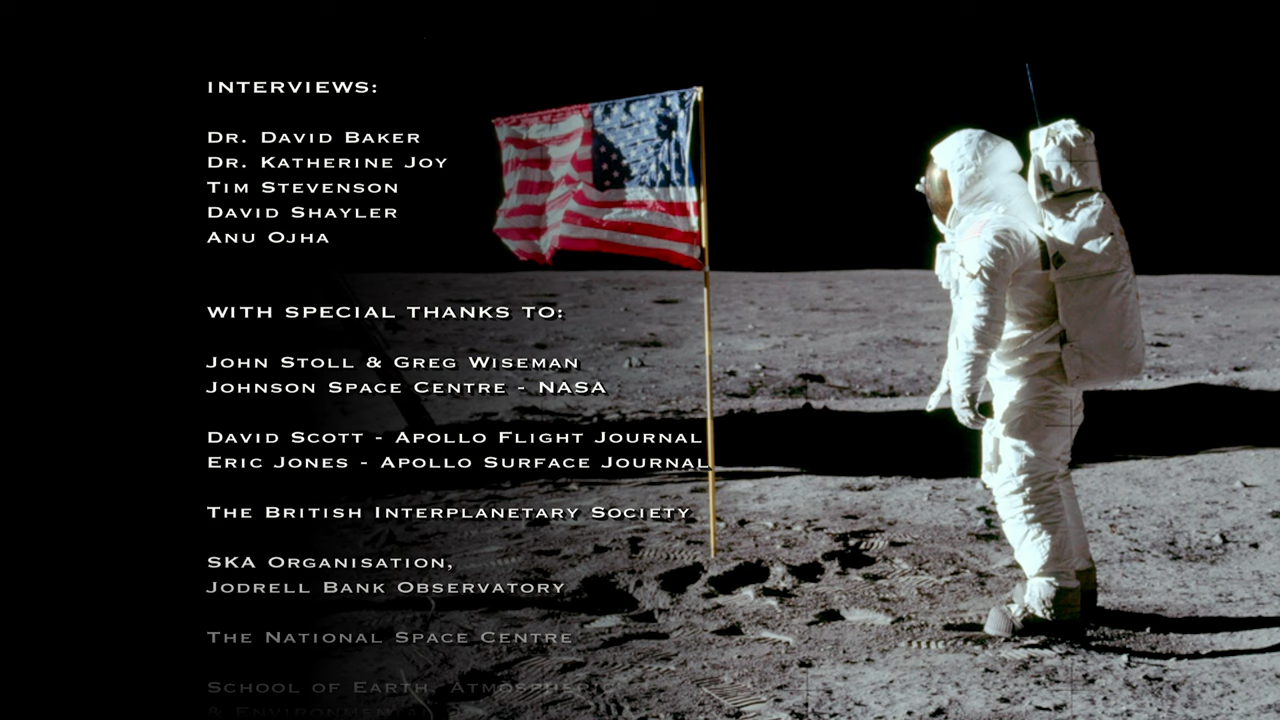 INTERVIEWS:
DR. DAVID BAKER
DR. KATHERINE JOY
TIM STEVENSON
DAVID SHAYLER
ANU OJHA
WITH SPECIAL THANKS TO:
JOHN STOLL & GREG WISEMAN
JOHNSON SPACE CENTRE - NASA
DAVID SCOTT - APOLLO FLIGHT JOURNAL
ERIC JONES - APOLLO SURFACE JOURNAL
THE BRITISH INTERPLANETARY SOCIETY
SKA ORGANISATION,
JODRELL BANK OBSERVATORY
THE NATIONAL SPACE CENTRE
SCHOOL OF EARTH, ATMOSPHERIC
&